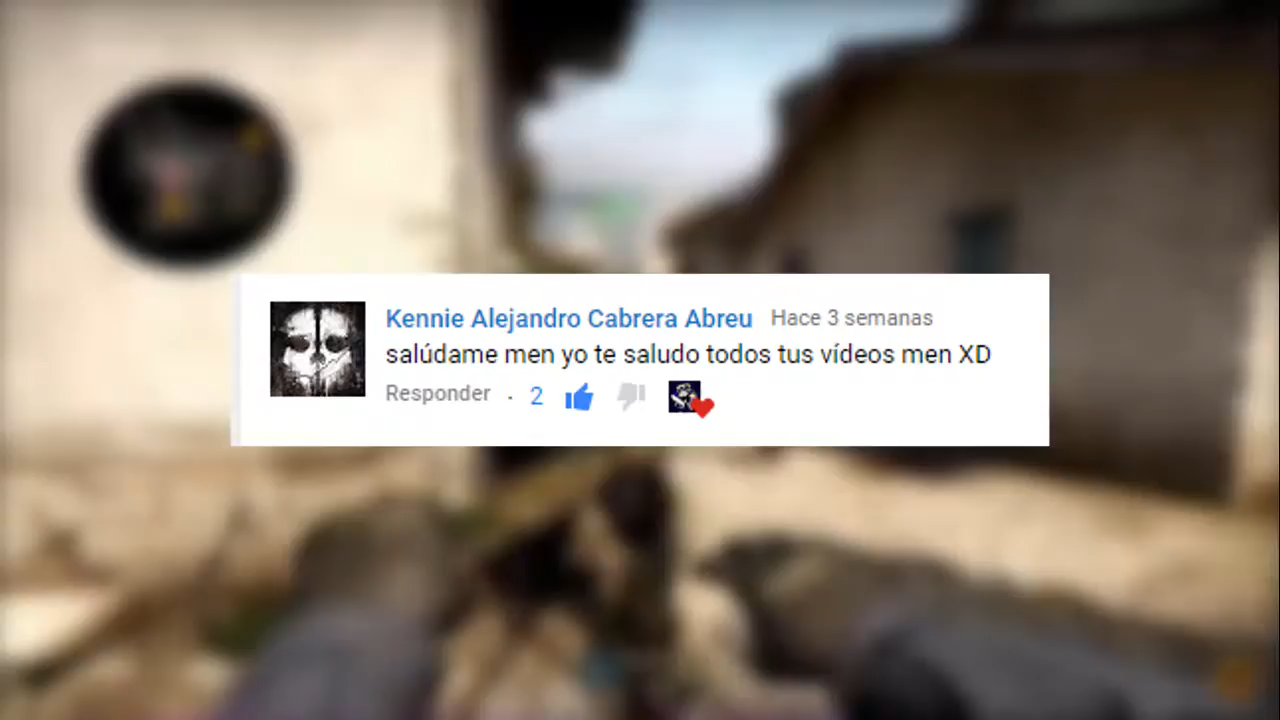 Kennie Alejandro Cabrera Abreu Hace 3 semanas
salúdame men yo te saludo todos tus vídeos men XD
Responder . 2